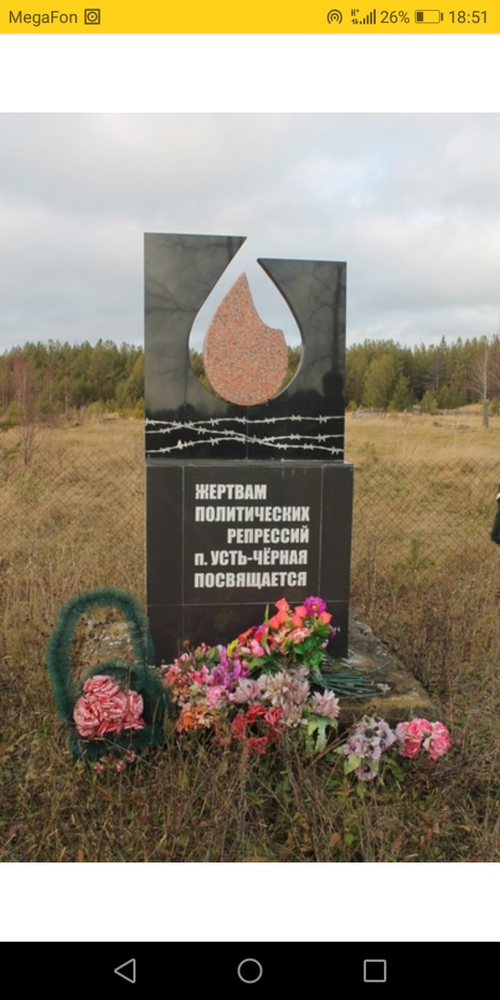 MegaFon
26%
18:51
ЖЕРТВАМ
ПОЛИТИЧЕСКИХ
РЕПРЕССИЙ
п. УСТЬ-ЧЁРНАЯ
ПОСВЯЩАЕТСЯ